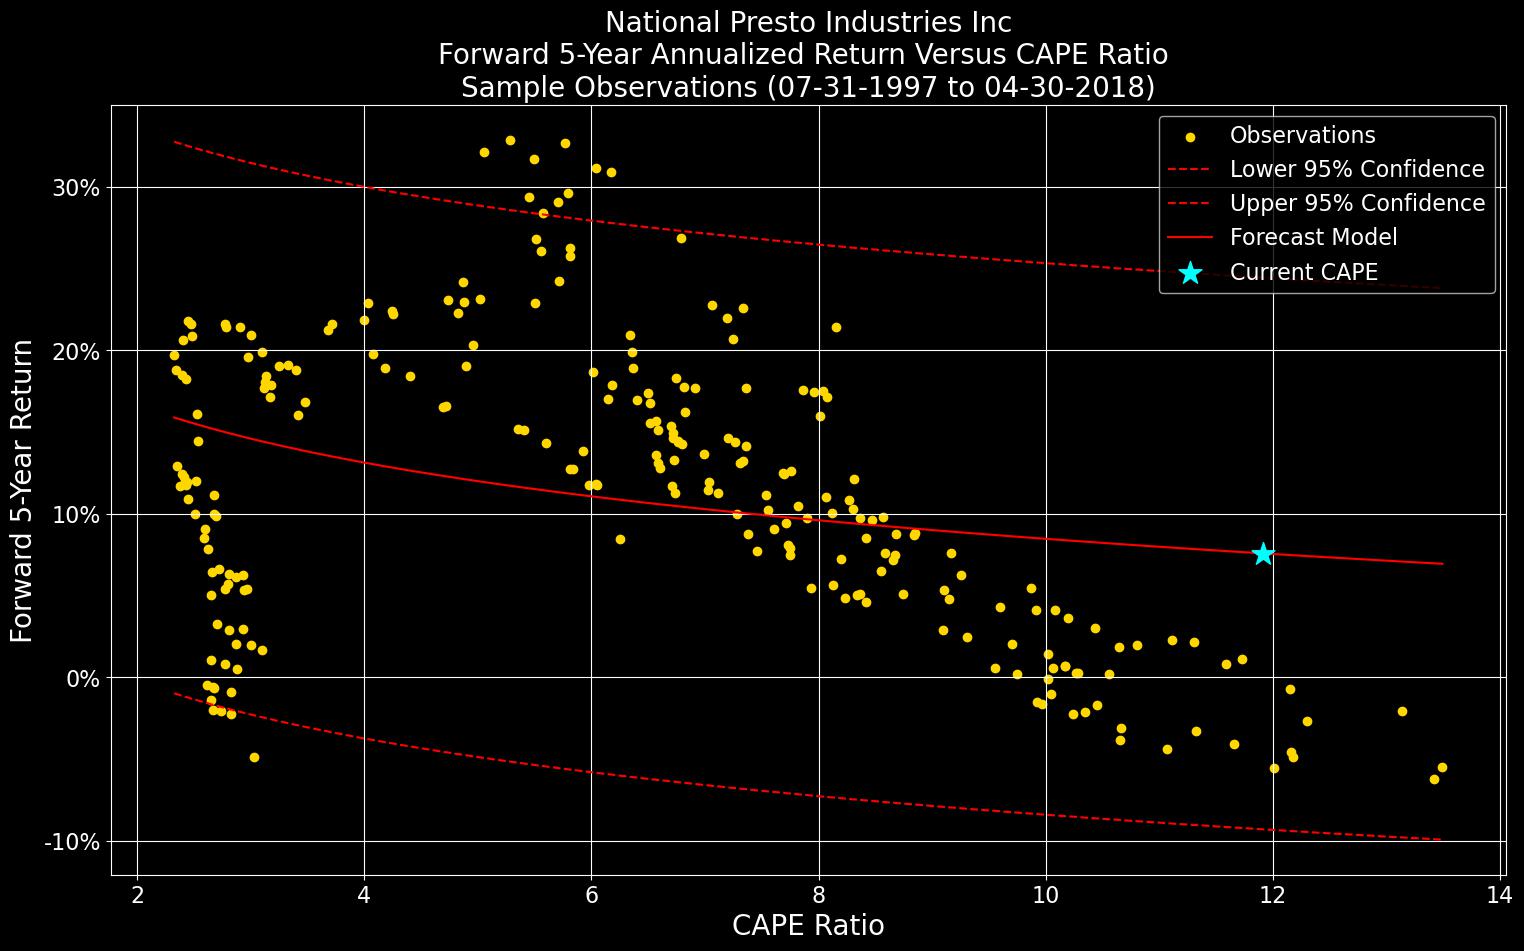 National Presto Industries Inc
Forward 5-Year Annualized Return Versus CAPE Ratio
Sample Observations (07-31-1997 to 04-30-2018)
Observations
Lower 95% Confidence
Upper 95% Confidence
Forecast Model
Current CAPE
Forward 5-Year Return
30%
20%
10%
0%
-10%
2 4 6 8 10 12 14
CAPE Ratio